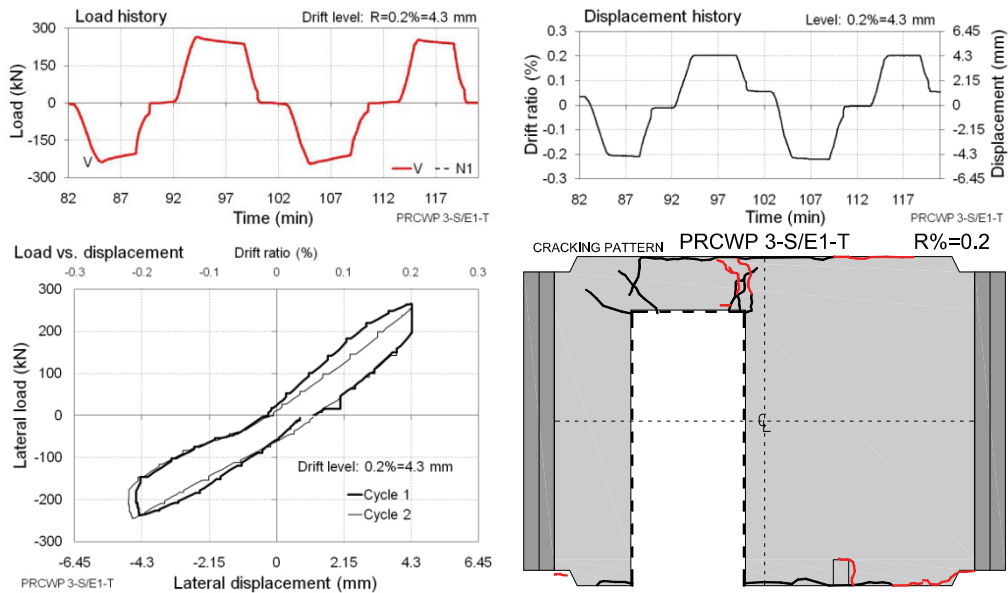 Load history
Drift level: R=0.2%=4.3 mm
Load (kN)
300
150
0
-150
-300
V
V
N1
82 87 92 97 102 107 112 117
Time (min)
PRCWP 3-S/E1-T
Displacement history
Level: 0.2%=4.3 mm
Drift ratio (%)
0.3
0.2
0.1
0
-0.1
-0.2
-0.3
6.45
4.3
2.15
0
-2.15
-4.3
-6.45
Displacement (mm)
82 87 92 97 102 107 112 117
Time (min)
PRCWP 3-S/E1-T
Load vs. displacement
Drift ratio (%)
-0.3 -0.2 -0.1 0 0.1 0.2 0.3
Lateral load (kN)
300
200
100
0
-100
-200
-300
Drift level: 0.2%=4.3 mm
Cycle 1
Cycle 2
-6.45 -4.3 -2.15 0 2.15 4.3 6.45
PRCWP 3-S/E1-T
Lateral displacement (mm)
CRACKING PATTERN PRCWP 3-S/E1-T R%=0.2
℄